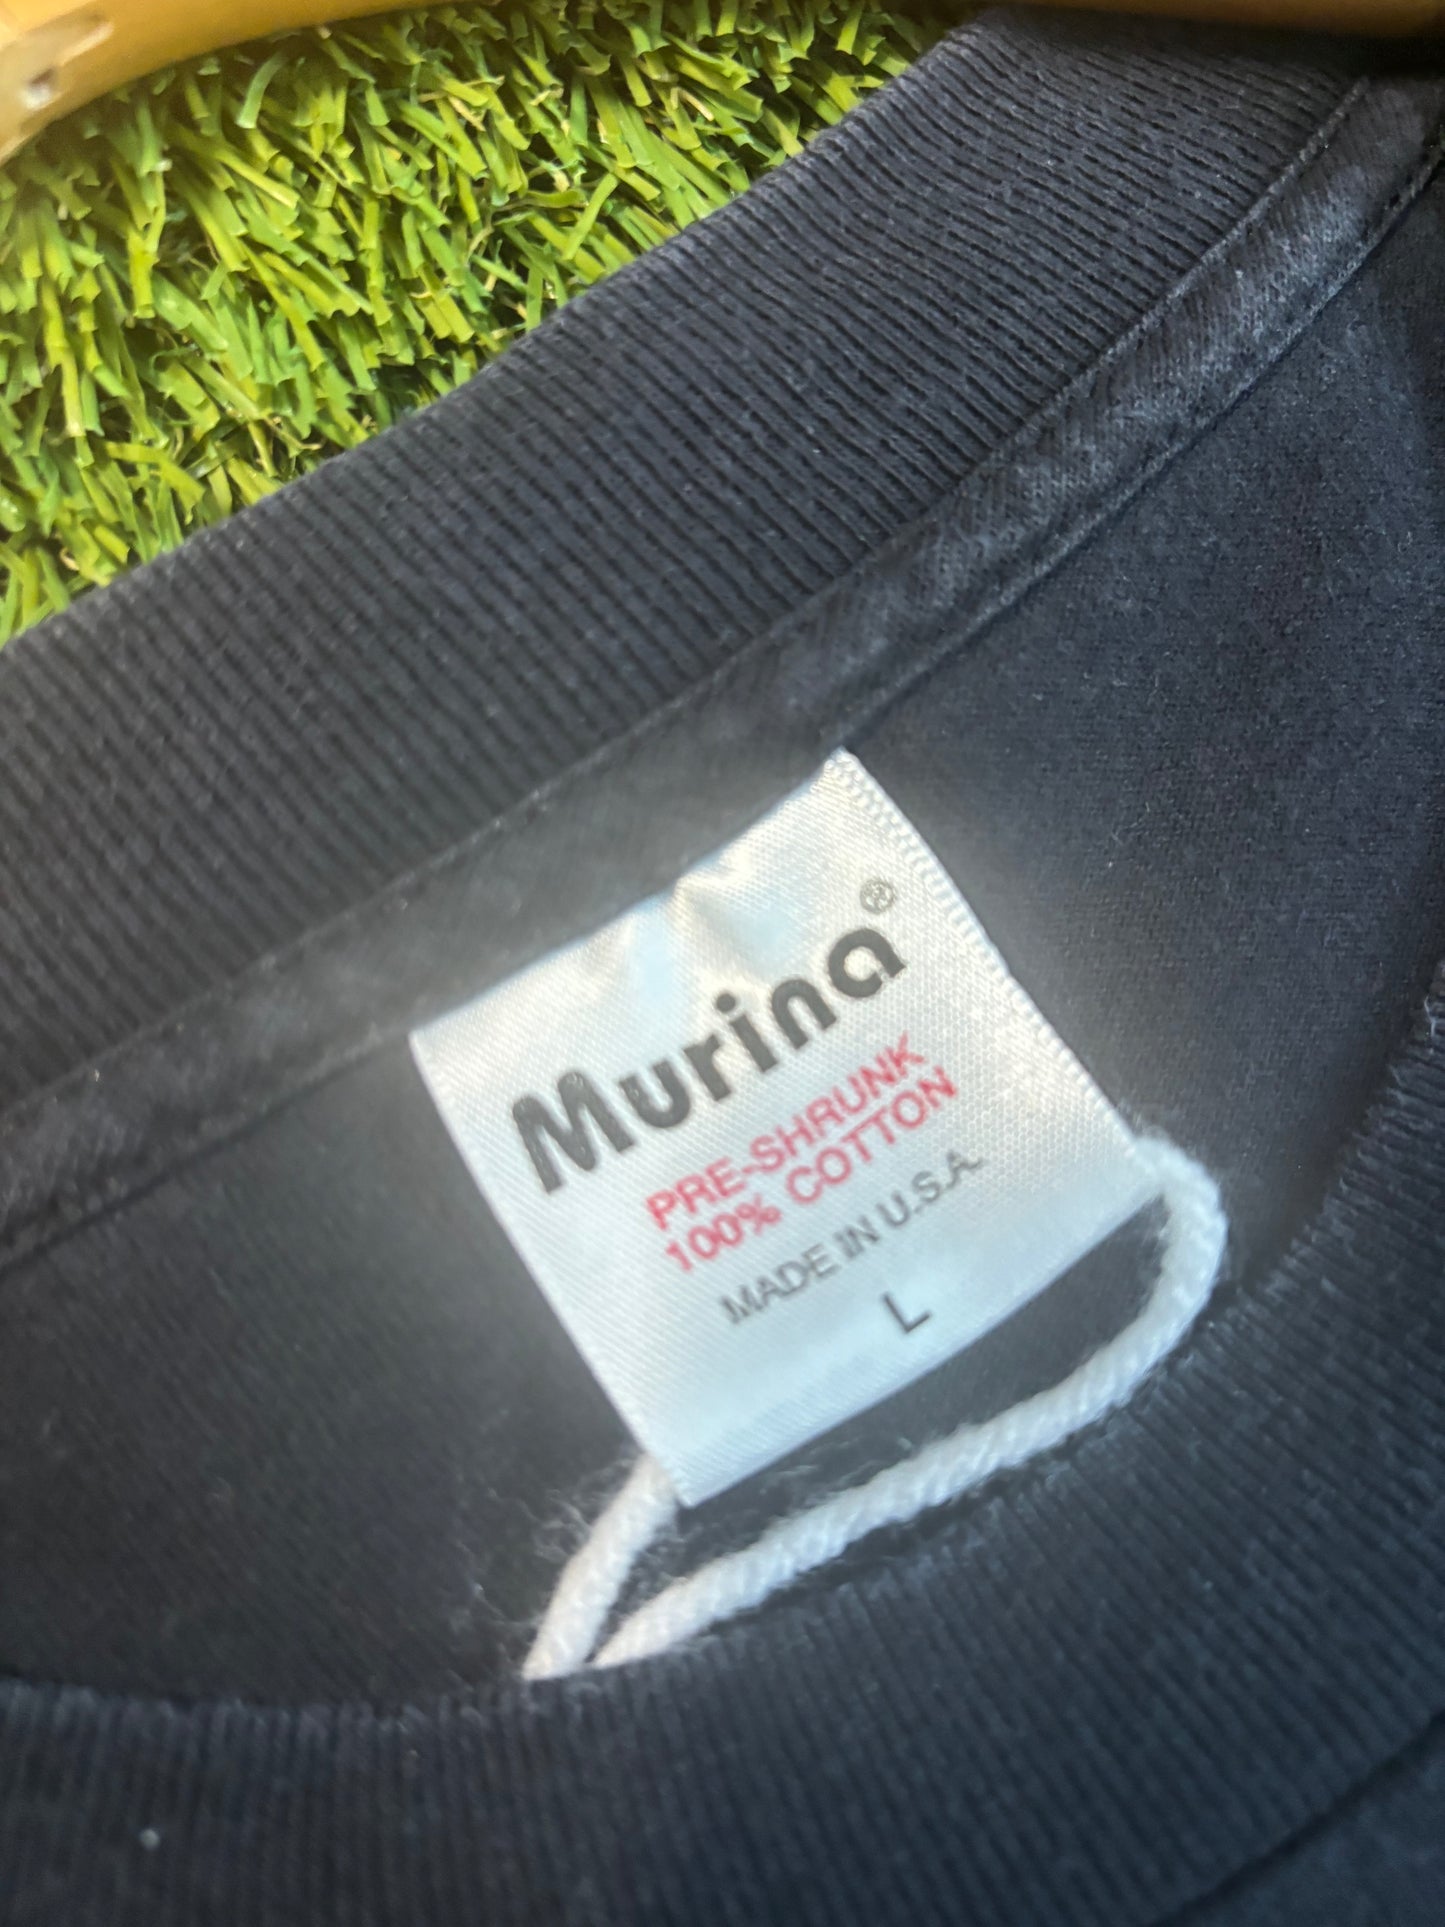 Murina®
PRE-SHRUNK
100% COTTON
MADE IN U.S.A.
L